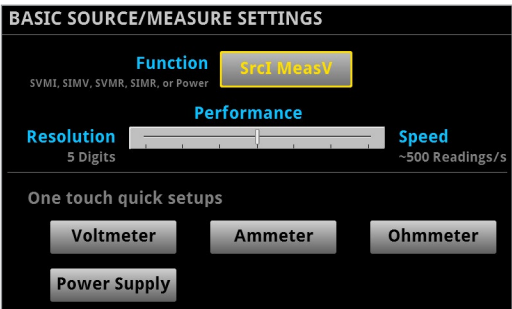 BASIC SOURCE/MEASURE SETTINGS
Function
SrcI MeasV
SVMI, SIMV, SVMR, SIMR, or Power
Performance
Resolution
Speed
5 Digits
~500 Readings/s
One touch quick setups
Voltmeter
Ammeter
Ohmmeter
Power Supply